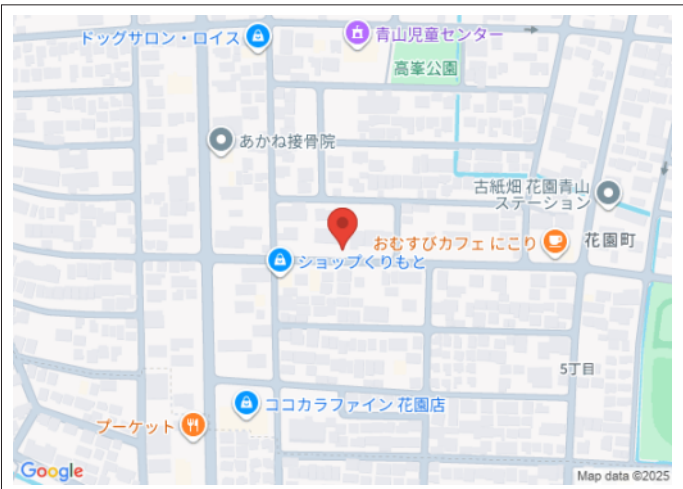 ドッグサロン・ロイス
青山児童センター
高峯公園
あかね接骨院
古紙畑 花園青山
ステーション
おむすびカフェ にこり
花園町
ショップくりもと
5丁目
ココカラファイン 花園店
プーケット
Google
Map data ©2025